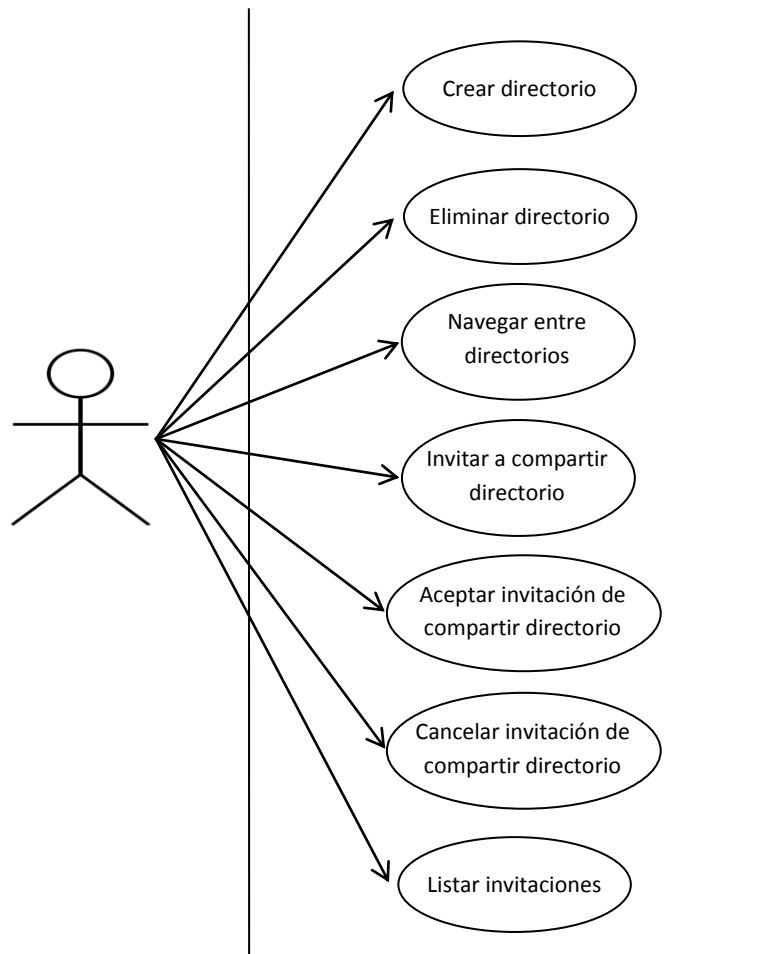 Crear directorio
Eliminar directorio
Navegar entre
directorios
Invitar a compartir
directorio
Aceptar invitación de
compartir directorio
Cancelar invitación de
compartir directorio
Listar invitaciones